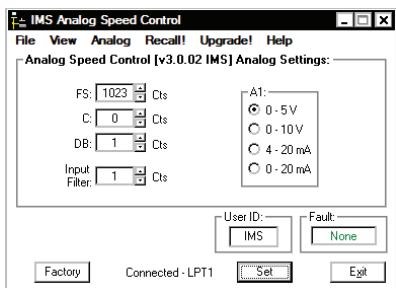 IMS Analog Speed Control
File View Analog Recall! Upgrade! Help
Analog Speed Control [v3.0.02 IMS] Analog Settings:
FS: 1023 Cts
C: 0 Cts
DB: 1 Cts
Input Filter: 1 Cts
A1:
0 - 5 V
0 - 10 V
4 - 20 mA
0 - 20 mA
User ID:
IMS
Fault:
None
Factory
Connected - LPT1
Set
Exit